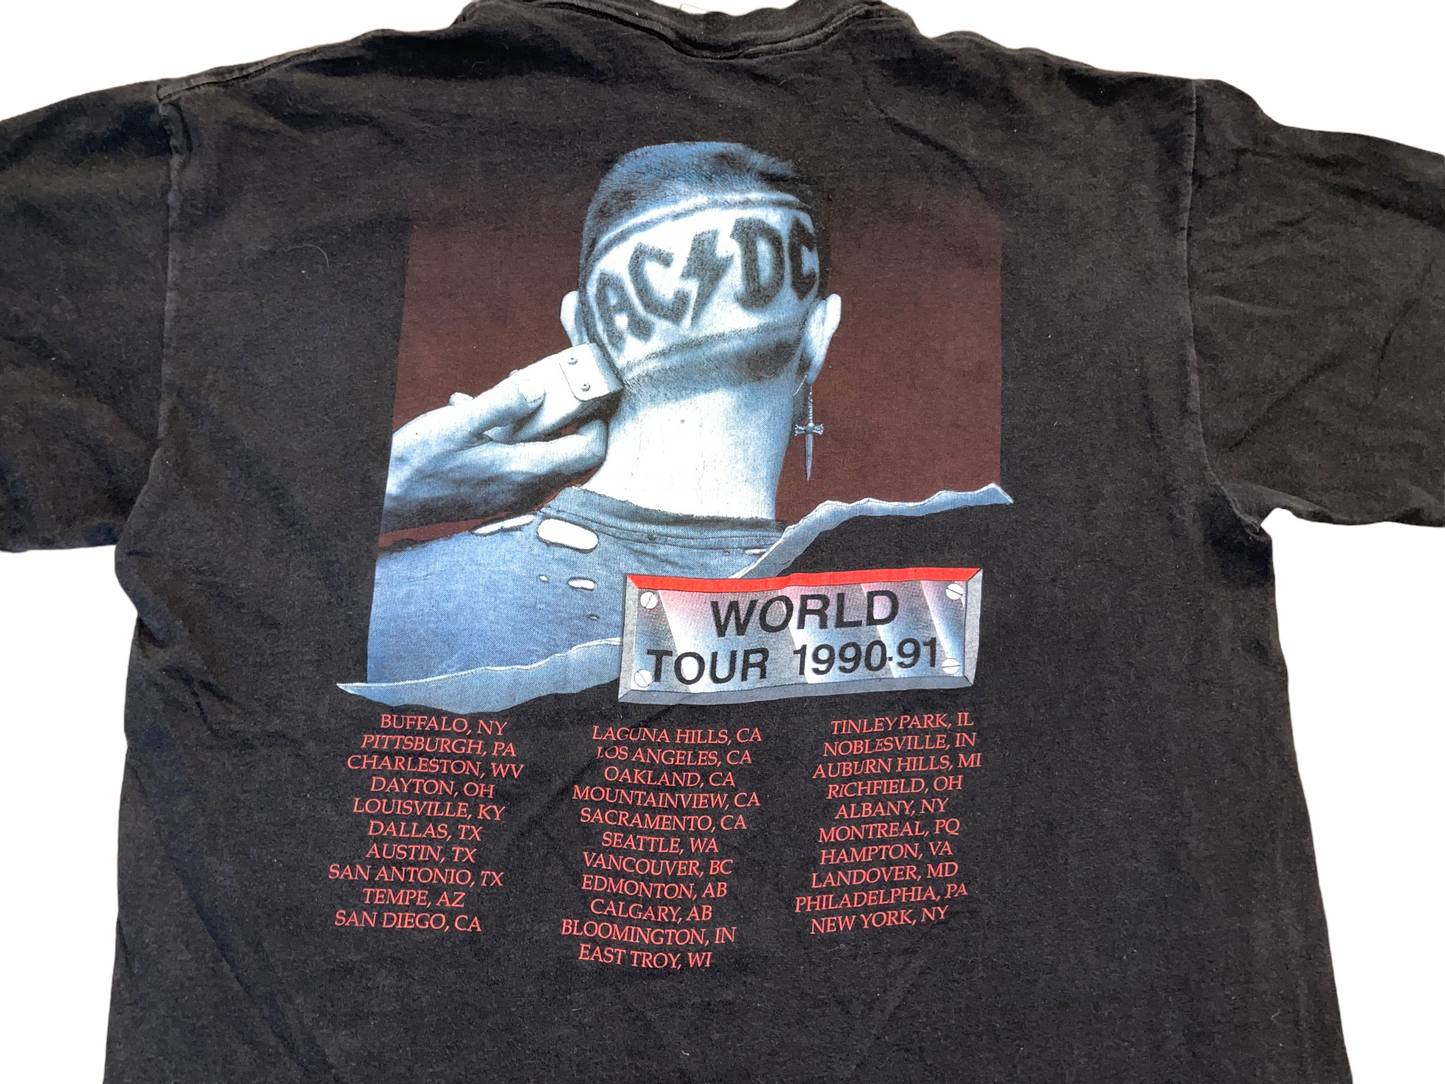 AC⚡DC
WORLD
TOUR 1990-91
BUFFALO, NY
PITTSBURGH, PA
CHARLESTON, WV
DAYTON, OH
LOUISVILLE, KY
DALLAS, TX
AUSTIN, TX
SAN ANTONIO, TX
TEMPE, AZ
SAN DIEGO, CA
LAGUNA HILLS, CA
LOS ANGELES, CA
OAKLAND, CA
MOUNTAINVIEW, CA
SACRAMENTO, CA
SEATTLE, WA
VANCOUVER, BC
EDMONTON, AB
CALGARY, AB
BLOOMINGTON, IN
EAST TROY, WI
TINLEY PARK, IL
NOBLESVILLE, IN
AUBURN HILLS, MI
RICHFIELD, OH
ALBANY, NY
MONTREAL, PQ
HAMPTON, VA
LANDOVER, MD
PHILADELPHIA, PA
NEW YORK, NY